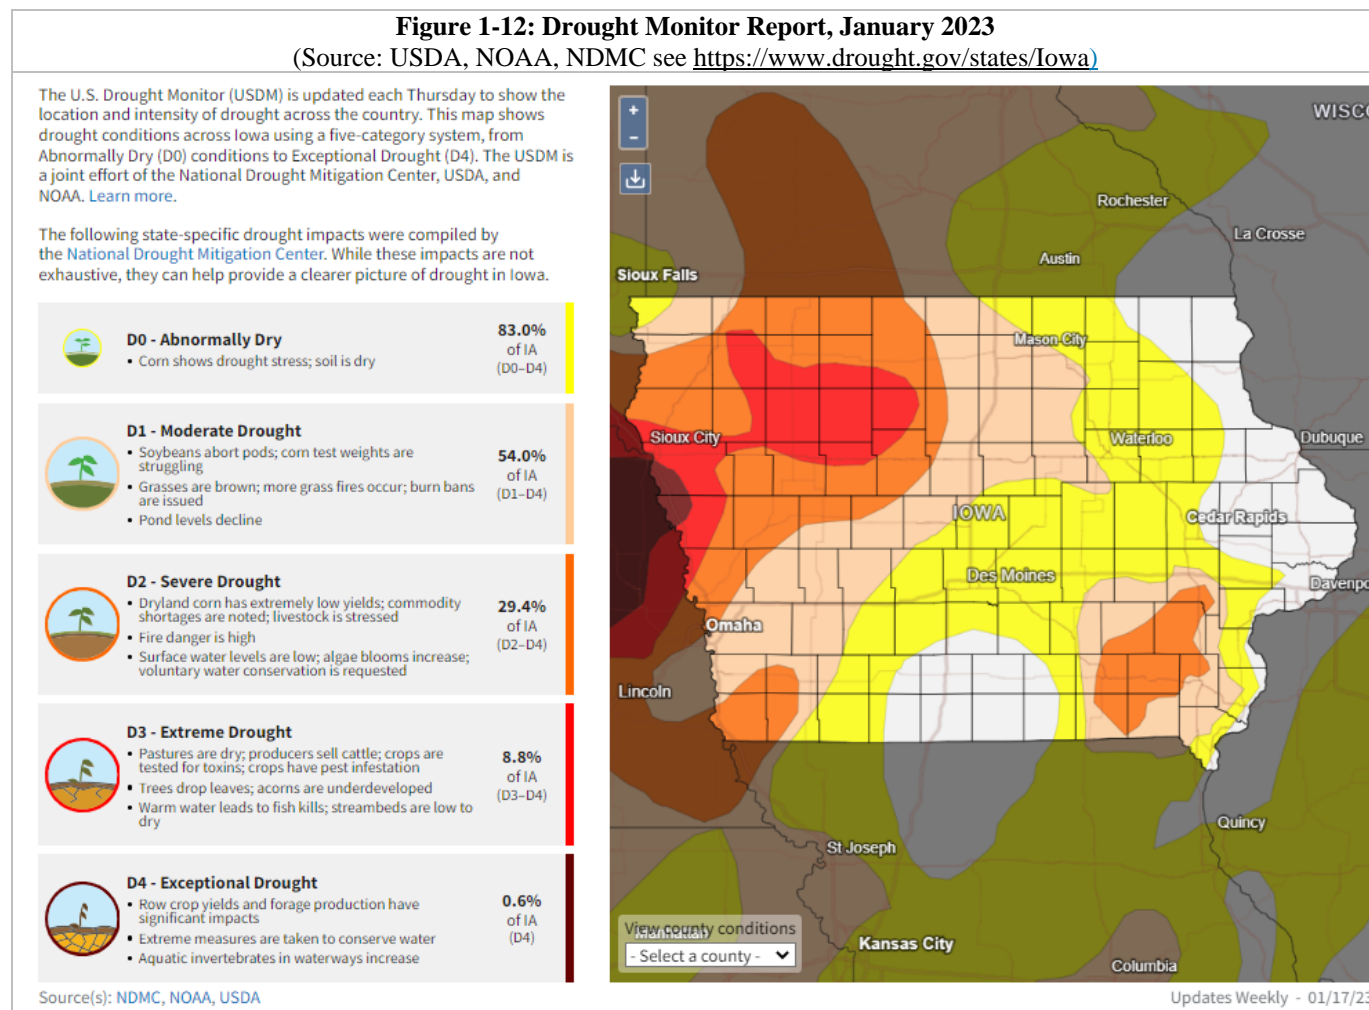 Figure 1-12: Drought Monitor Report, January 2023
(Source: USDA, NOAA, NDMC see https://www.drought.gov/states/Iowa)
The U.S. Drought Monitor (USDM) is updated each Thursday to show the
location and intensity of drought across the country. This map shows
drought conditions across Iowa using a five-category system, from
Abnormally Dry (D0) conditions to Exceptional Drought (D4). The USDM is
a joint effort of the National Drought Mitigation Center, USDA, and
NOAA. Learn more.
The following state-specific drought impacts were compiled by
the National Drought Mitigation Center. While these impacts are not
exhaustive, they can help provide a clearer picture of drought in Iowa.
D0 - Abnormally Dry
• Corn shows drought stress; soil is dry
83.0%
of IA
(D0–D4)
D1 - Moderate Drought
• Soybeans abort pods; corn test weights are
struggling
• Grasses are brown; more grass fires occur; burn bans
are issued
• Pond levels decline
54.0%
of IA
(D1–D4)
D2 - Severe Drought
• Dryland corn has extremely low yields; commodity
shortages are noted; livestock is stressed
• Fire danger is high
• Surface water levels are low; algae blooms increase;
voluntary water conservation is requested
29.4%
of IA
(D2–D4)
D3 - Extreme Drought
• Pastures are dry; producers sell cattle; crops are
tested for toxins; crops have pest infestation
• Trees drop leaves; acorns are underdeveloped
• Warm water leads to fish kills; streambeds are low to
dry
8.8%
of IA
(D3–D4)
D4 - Exceptional Drought
• Row crop yields and forage production have
significant impacts
• Extreme measures are taken to conserve water
• Aquatic invertebrates in waterways increase
0.6%
of IA
(D4)
Source(s): NDMC, NOAA, USDA
+
-
WISC
Rochester
La Crosse
Austin
Sioux Falls
Mason City
Sioux City
Waterloo
Dubuque
IOWA
Cedar Rapids
Des Moines
Davenpo
Omaha
Lincoln
Quincy
St Joseph
View county conditions
Manhattan
- Select a county -
Kansas City
Columbia
Updates Weekly - 01/17/23